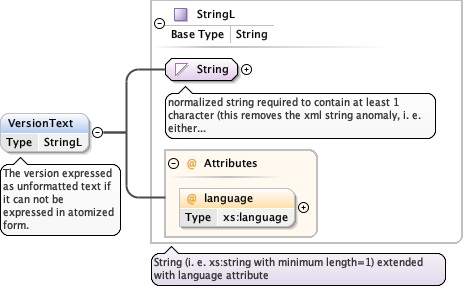 StringL
Base Type String
String
normalized string required to contain at least 1
character (this removes the xml string anomaly, i. e.
either...
VersionText
Type StringL
The version expressed
as unformatted text if
it can not be
expressed in atomized
form.
@ Attributes
@ language
Type xs:language
String (i. e. xs:string with minimum length=1) extended
with language attribute